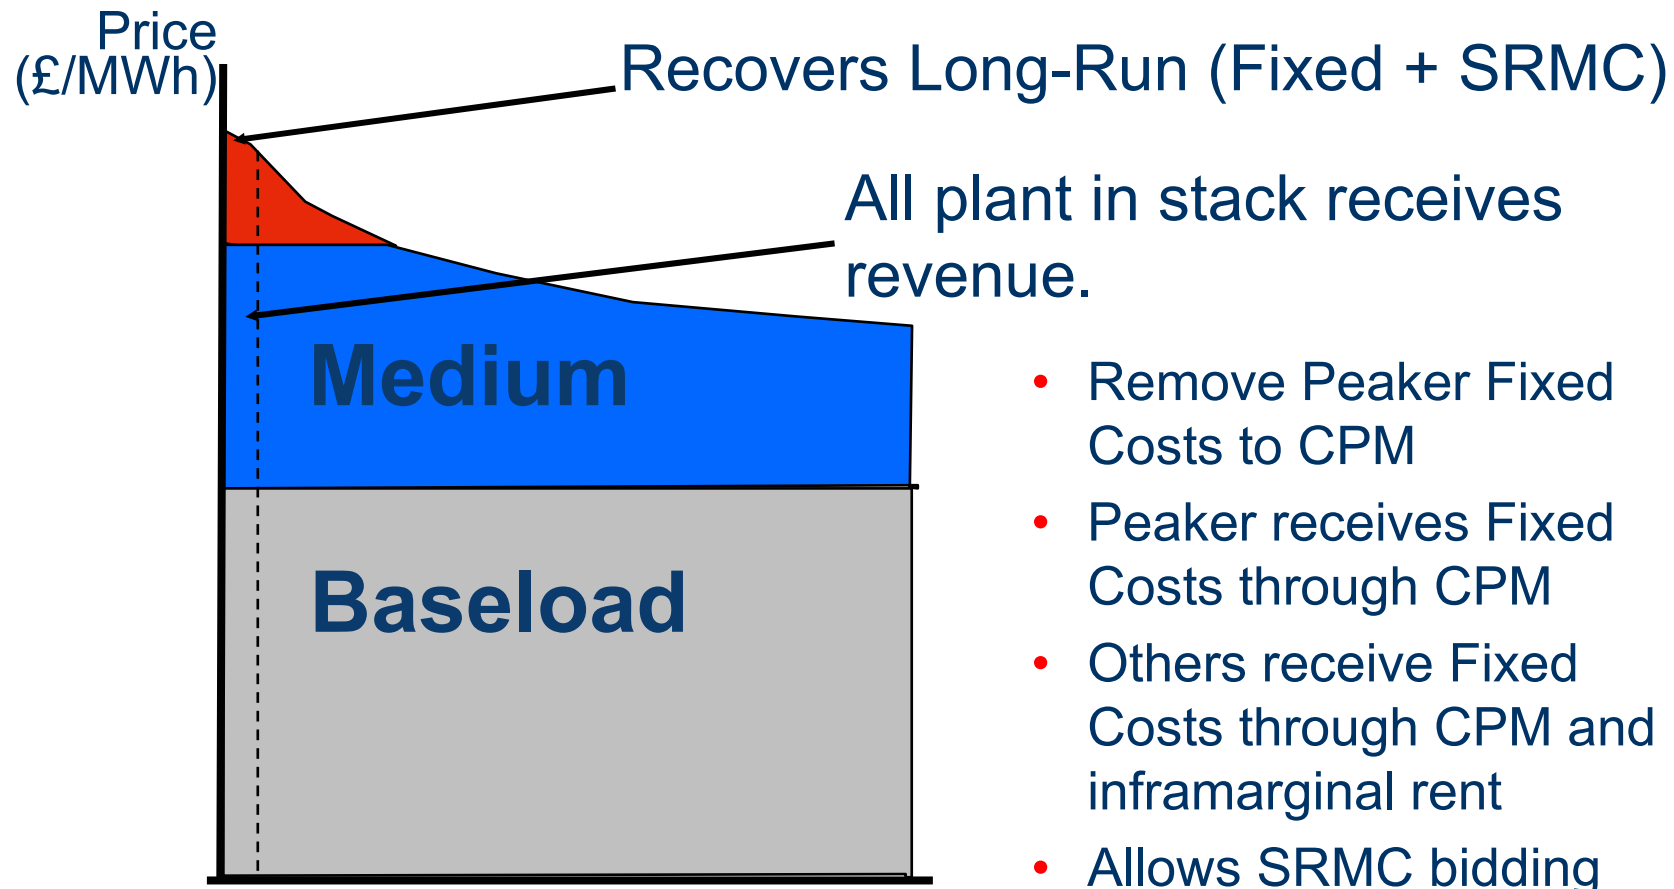 Price
(£/MWh)
Recovers Long-Run (Fixed + SRMC)
All plant in stack receives
revenue.
Medium
Baseload
• Remove Peaker Fixed
Costs to CPM
• Peaker receives Fixed
Costs through CPM
• Others receive Fixed
Costs through CPM and
inframarginal rent
• Allows SRMC bidding